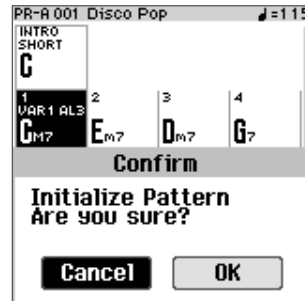 PR-A 001 Disco Pop ♩=115
INTRO
SHORT
C
1 2 3 4
VAR1 AL3
CM7 Em7 Dm7 G7
Confirm
Initialize Pattern
Are you sure?
Cancel OK